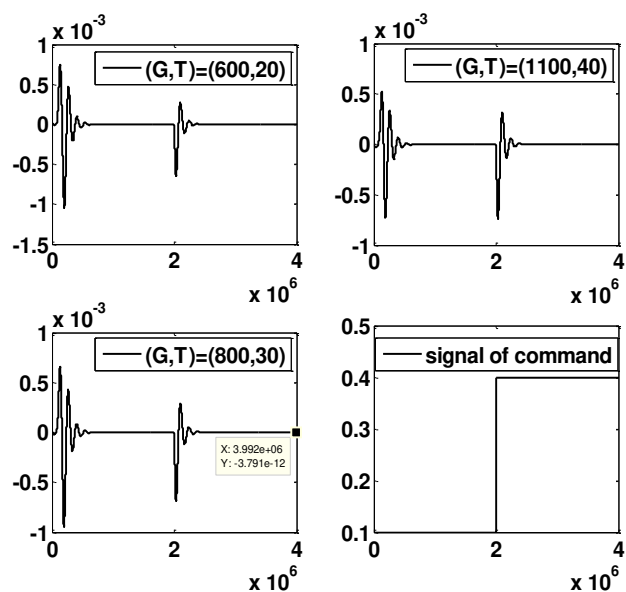 x 10^-3
1
0.5
0
-0.5
-1
-1.5
(G,T)=(600,20)
0 2 4
x 10^6
x 10^-3
1
0.5
0
-0.5
-1
(G,T)=(1100,40)
0 2 4
x 10^6
x 10^-3
1
0.5
0
-0.5
-1
(G,T)=(800,30)
X: 3.992e+06
Y: -3.791e-12
0 2 4
x 10^6
0.5
0.4
0.3
0.2
0.1
signal of command
0 2 4
x 10^6